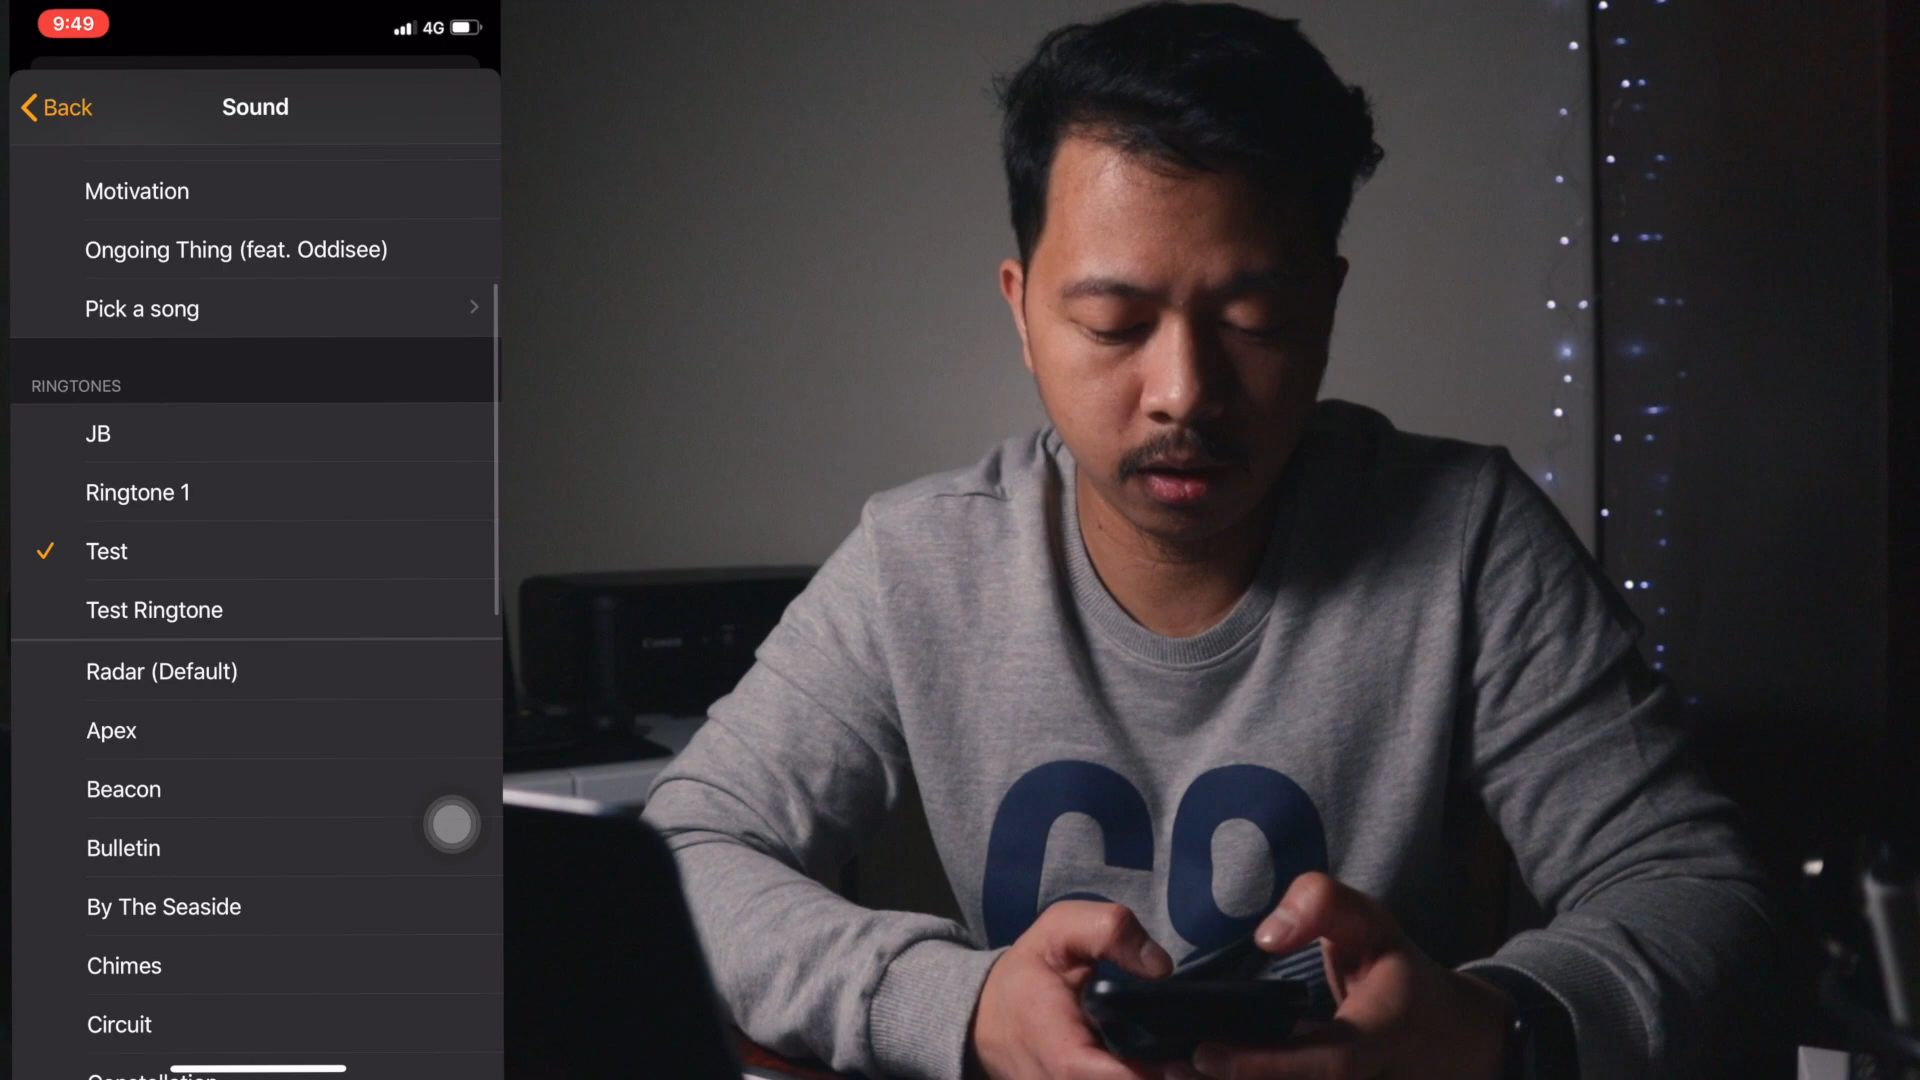 9:49
4G
Back
Sound
Motivation
Ongoing Thing (feat. Oddisee)
Pick a song
RINGTONES
JB
Ringtone 1
Test
Test Ringtone
Radar (Default)
Apex
Beacon
Bulletin
By The Seaside
Chimes
Circuit
Canon